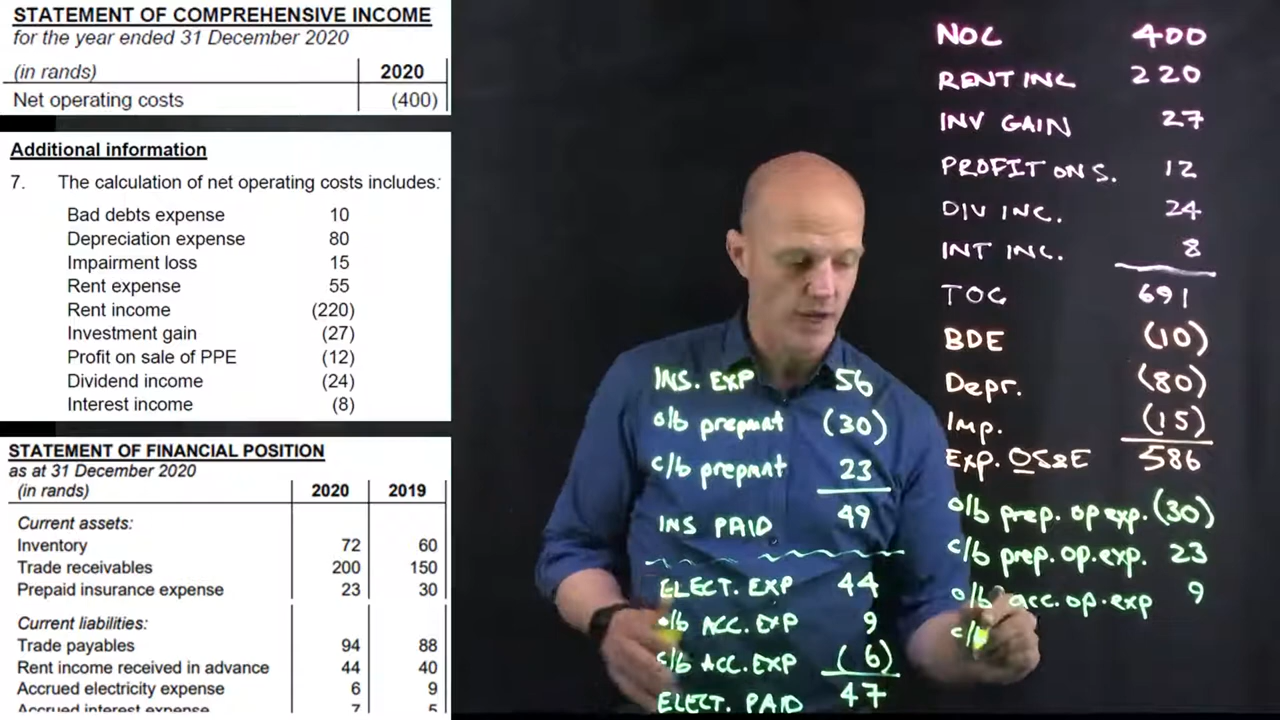 STATEMENT OF COMPREHENSIVE INCOME
for the year ended 31 December 2020
(in rands) 2020
Net operating costs (400)
Additional information
7. The calculation of net operating costs includes:
Bad debts expense 10
Depreciation expense 80
Impairment loss 15
Rent expense 55
Rent income (220)
Investment gain (27)
Profit on sale of PPE (12)
Dividend income (24)
Interest income (8)
STATEMENT OF FINANCIAL POSITION
as at 31 December 2020
(in rands) 2020 2019
Current assets:
Inventory 72 60
Trade receivables 200 150
Prepaid insurance expense 23 30
Current liabilities:
Trade payables 94 88
Rent income received in advance 44 40
Accrued electricity expense 6 9
Accrued interest expense 7 5
INS. EXP 56
o/b prepmnt (30)
c/b prepmnt 23
INS PAID 49
ELECT. EXP 44
o/b ACC. EXP 9
c/b ACC. EXP (6)
ELECT. PAID 47
NOC 400
RENT INC 220
INV GAIN 27
PROFIT ON S. 12
DIV INC. 24
INT INC. 8
TOC 691
BDE (10)
Depr. (80)
Imp. (15)
Exp. OS&E 586
o/b prep. op exp. (30)
c/b prep. op. exp. 23
o/b acc. op. exp 9
c/b